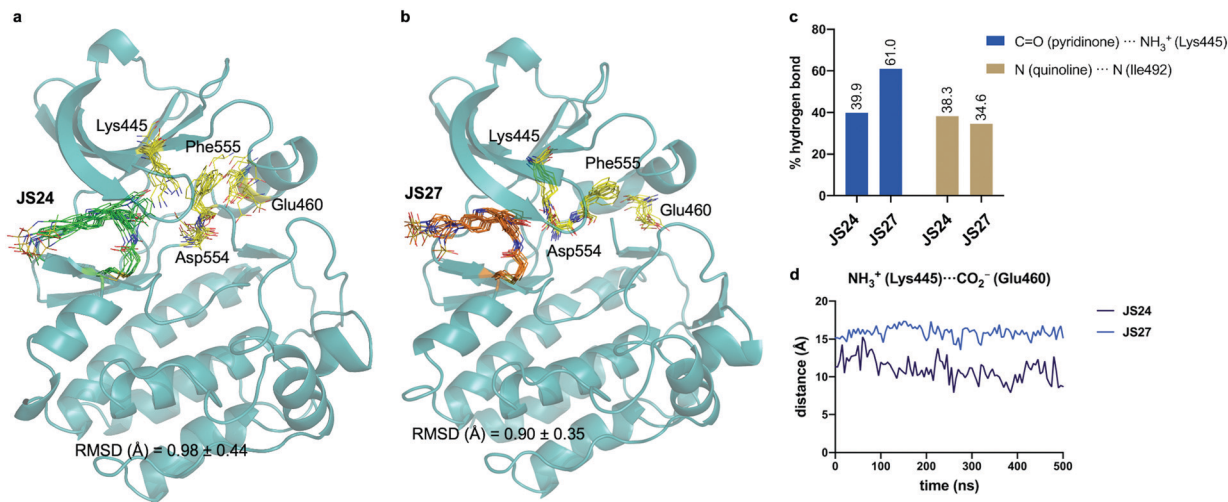 a
Lys445
Phe555
JS24
Glu460
Asp554
RMSD (Å) = 0.98 ± 0.44
b
Lys445
Phe555
JS27
Glu460
Asp554
RMSD (Å) = 0.90 ± 0.35
c
C=O (pyridinone) ··· NH₃⁺ (Lys445)
N (quinoline) ··· N (Ile492)
% hydrogen bond
80
60
40
20
0
39.9
61.0
38.3
34.6
JS24
JS27
JS24
JS27
d
NH₃⁺ (Lys445)···CO₂⁻ (Glu460)
JS24
JS27
distance (Å)
20
15
10
5
0
0 100 200 300 400 500
time (ns)